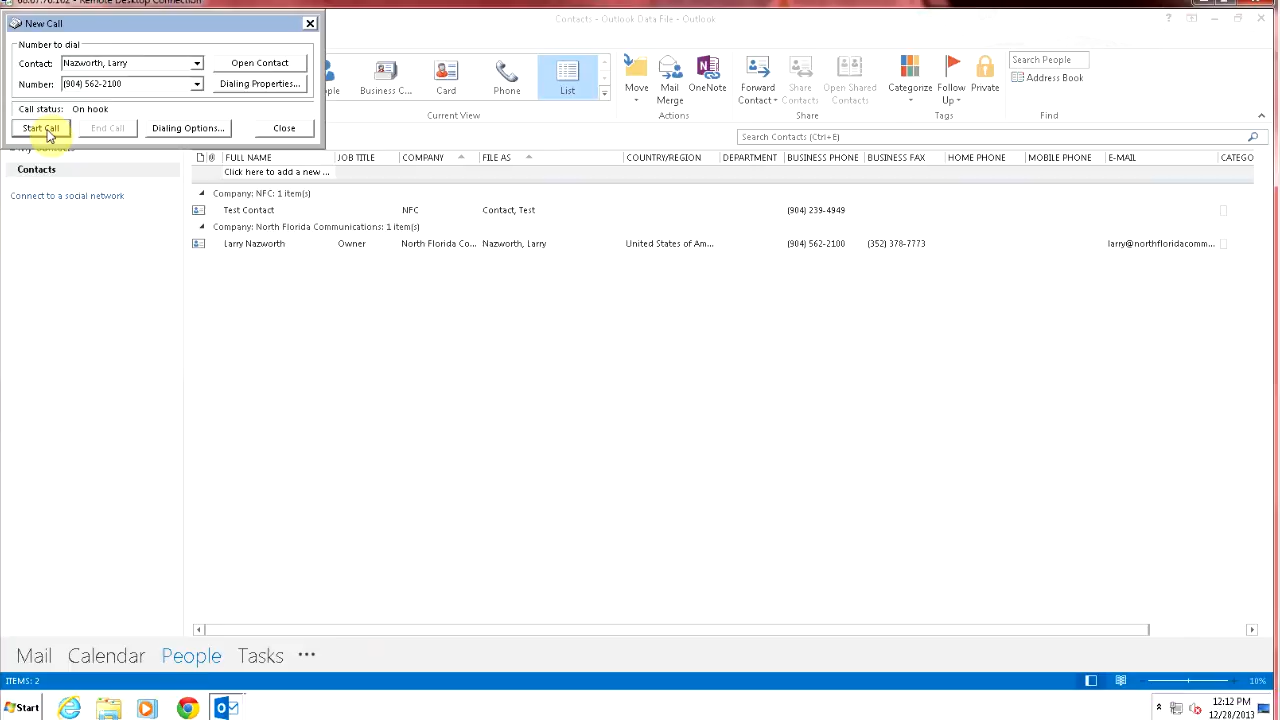 Remote Desktop Connection
New Call
Contacts - Outlook Data File - Outlook
Number to dial
Contact: Nazworth, Larry Open Contact
Number: (904) 562-2100 Dialing Properties...
Call status: On hook
Start Call End Call Dialing Options... Close
Business C... Card Phone List
Current View
Move Mail Merge OneNote
Actions
Forward Contact Share Contacts Open Shared Contacts
Share
Categorize Follow Up Private
Tags
Search People
Address Book
Find
Search Contacts (Ctrl+E)
Contacts
Connect to a social network
FULL NAME JOB TITLE COMPANY FILE AS COUNTRY/REGION DEPARTMENT BUSINESS PHONE BUSINESS FAX HOME PHONE MOBILE PHONE E-MAIL CATEGO
Click here to add a new ...
Company: NFC: 1 item(s)
Test Contact NFC Contact, Test (904) 239-4949
Company: North Florida Communications: 1 item(s)
Larry Nazworth Owner North Florida Co... Nazworth, Larry United States of Am... (904) 562-2100 (352) 378-7773 larry@northfloridacomm...
Mail Calendar People Tasks •••
ITEMS: 2 10%
Start 12:12 PM
12/28/2013